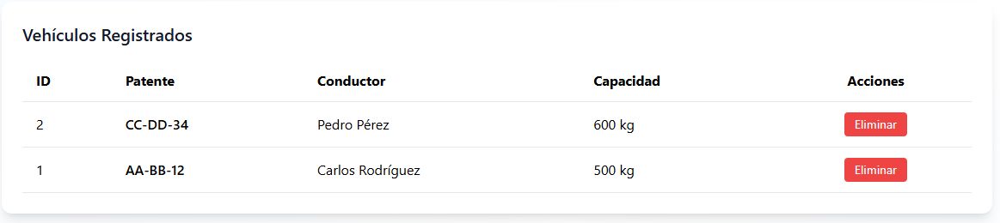 Vehículos Registrados
ID Patente Conductor Capacidad Acciones
2 CC-DD-34 Pedro Pérez 600 kg Eliminar
1 AA-BB-12 Carlos Rodríguez 500 kg Eliminar